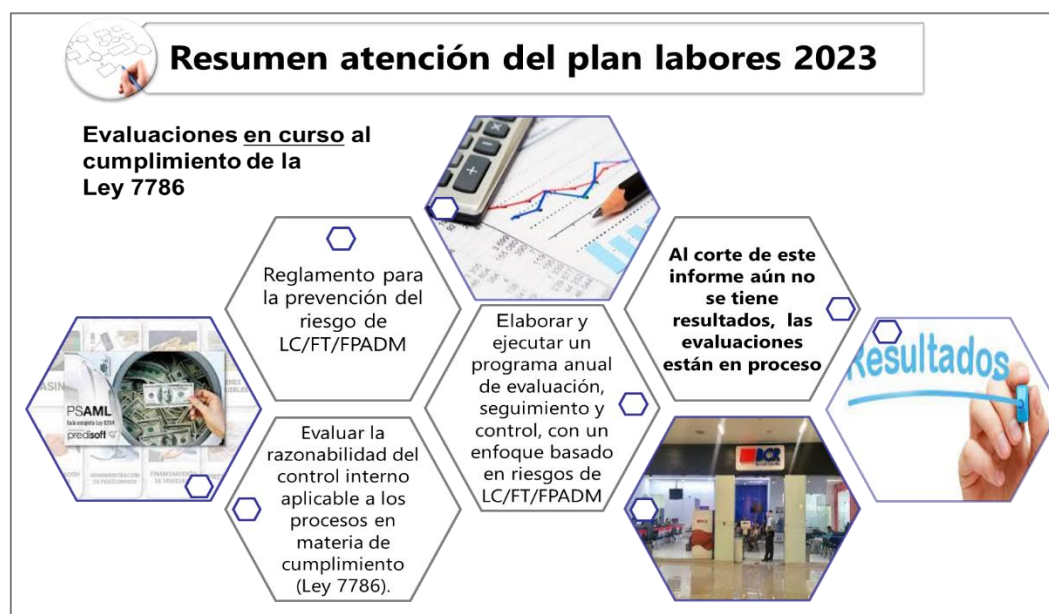 Resumen atención del plan labores 2023
Evaluaciones en curso al
cumplimiento de la
Ley 7786
Reglamento para
la prevención del
riesgo de
LC/FT/FPADM
Al corte de este
informe aún no
se tiene
resultados, las
evaluaciones
están en proceso
Elaborar y
ejecutar un
programa anual
de evaluación,
seguimiento y
control, con un
enfoque basado
en riesgos de
LC/FT/FPADM
Resultados
PSAML
predisoft
Evaluar la
razonabilidad del
control interno
aplicable a los
procesos en
materia de
cumplimiento
(Ley 7786).
BCR